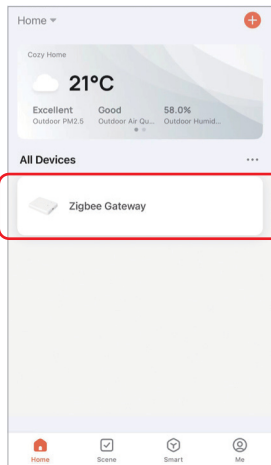 Home
Cozy Home
21°C
Excellent Good 58.0%
Outdoor PM2.5 Outdoor Air Qu... Outdoor Humid...
All Devices ...
Zigbee Gateway
Home Scene Smart Me